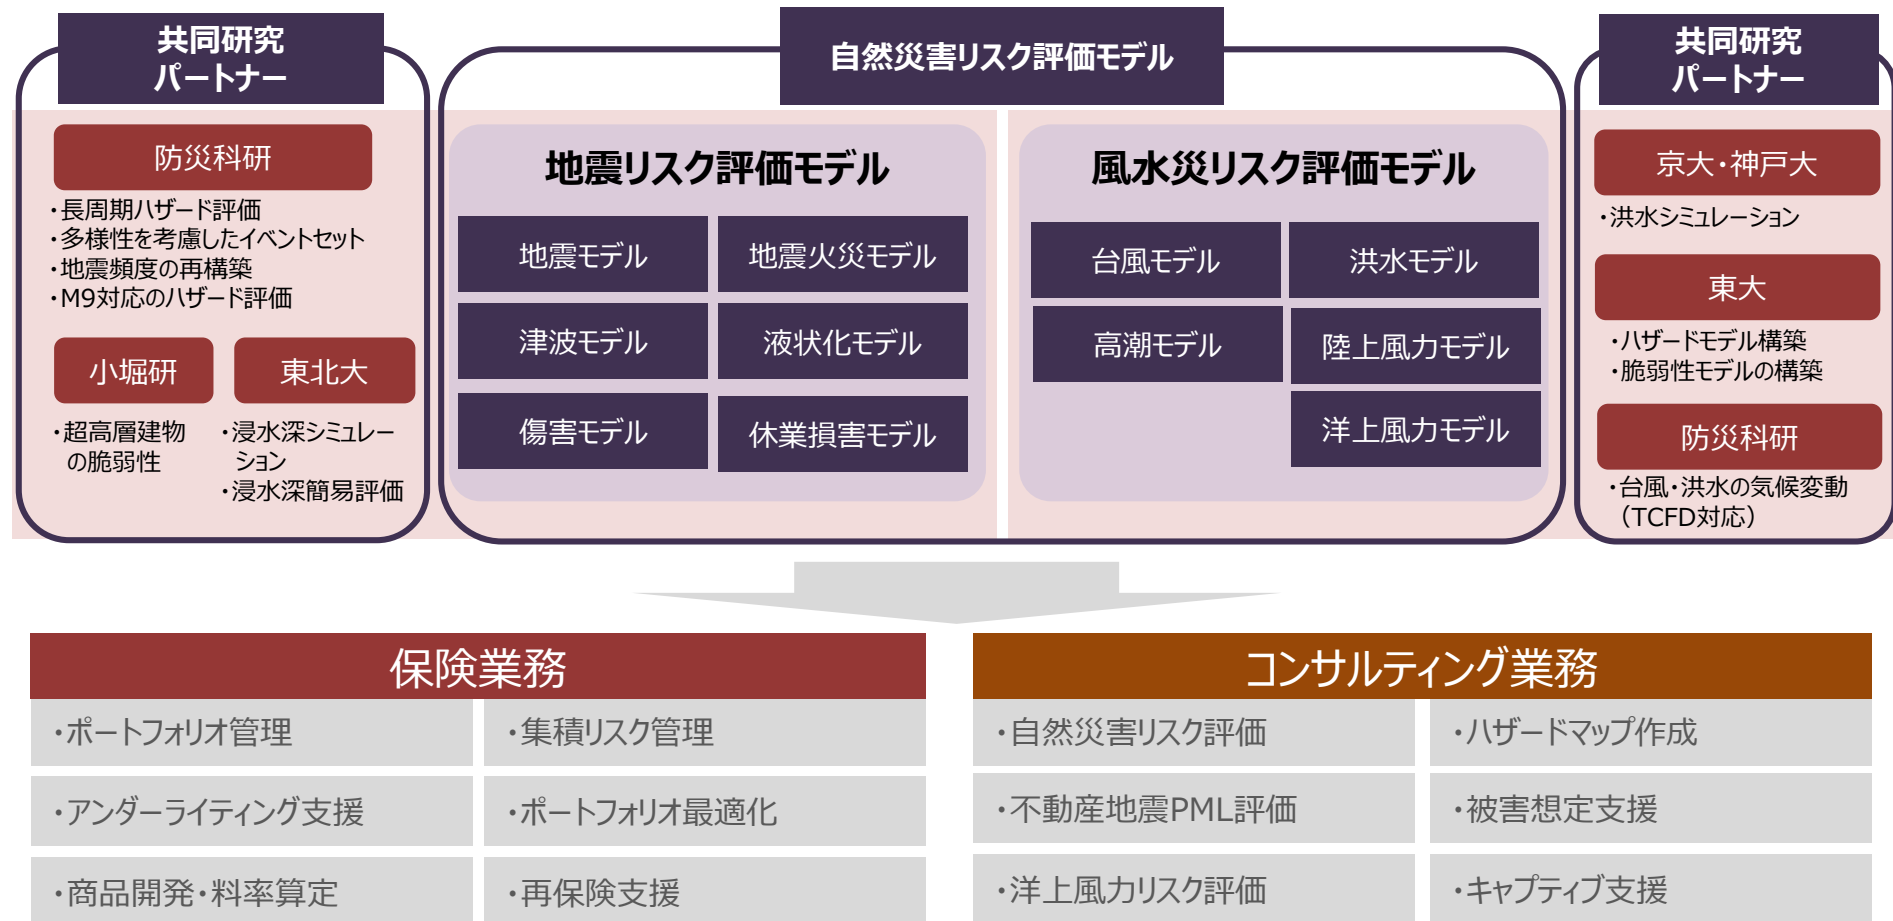 共同研究
パートナー
防災科研
・長周期ハザード評価
・多様性を考慮したイベントセット
・地震頻度の再構築
・M9対応のハザード評価
小堀研
・超高層建物
の脆弱性
東北大
・浸水深シミュレー
ション
・浸水深簡易評価
自然災害リスク評価モデル
地震リスク評価モデル
地震モデル
地震火災モデル
津波モデル
液状化モデル
傷害モデル
休業損害モデル
風水災リスク評価モデル
台風モデル
洪水モデル
高潮モデル
陸上風力モデル
洋上風力モデル
共同研究
パートナー
京大・神戸大
・洪水シミュレーション
東大
・ハザードモデル構築
・脆弱性モデルの構築
防災科研
・台風・洪水の気候変動
（TCFD対応）
保険業務
・ポートフォリオ管理
・集積リスク管理
・アンダーライティング支援
・ポートフォリオ最適化
・商品開発・料率算定
・再保険支援
コンサルティング業務
・自然災害リスク評価
・ハザードマップ作成
・不動産地震PML評価
・被害想定支援
・洋上風力リスク評価
・キャプティブ支援